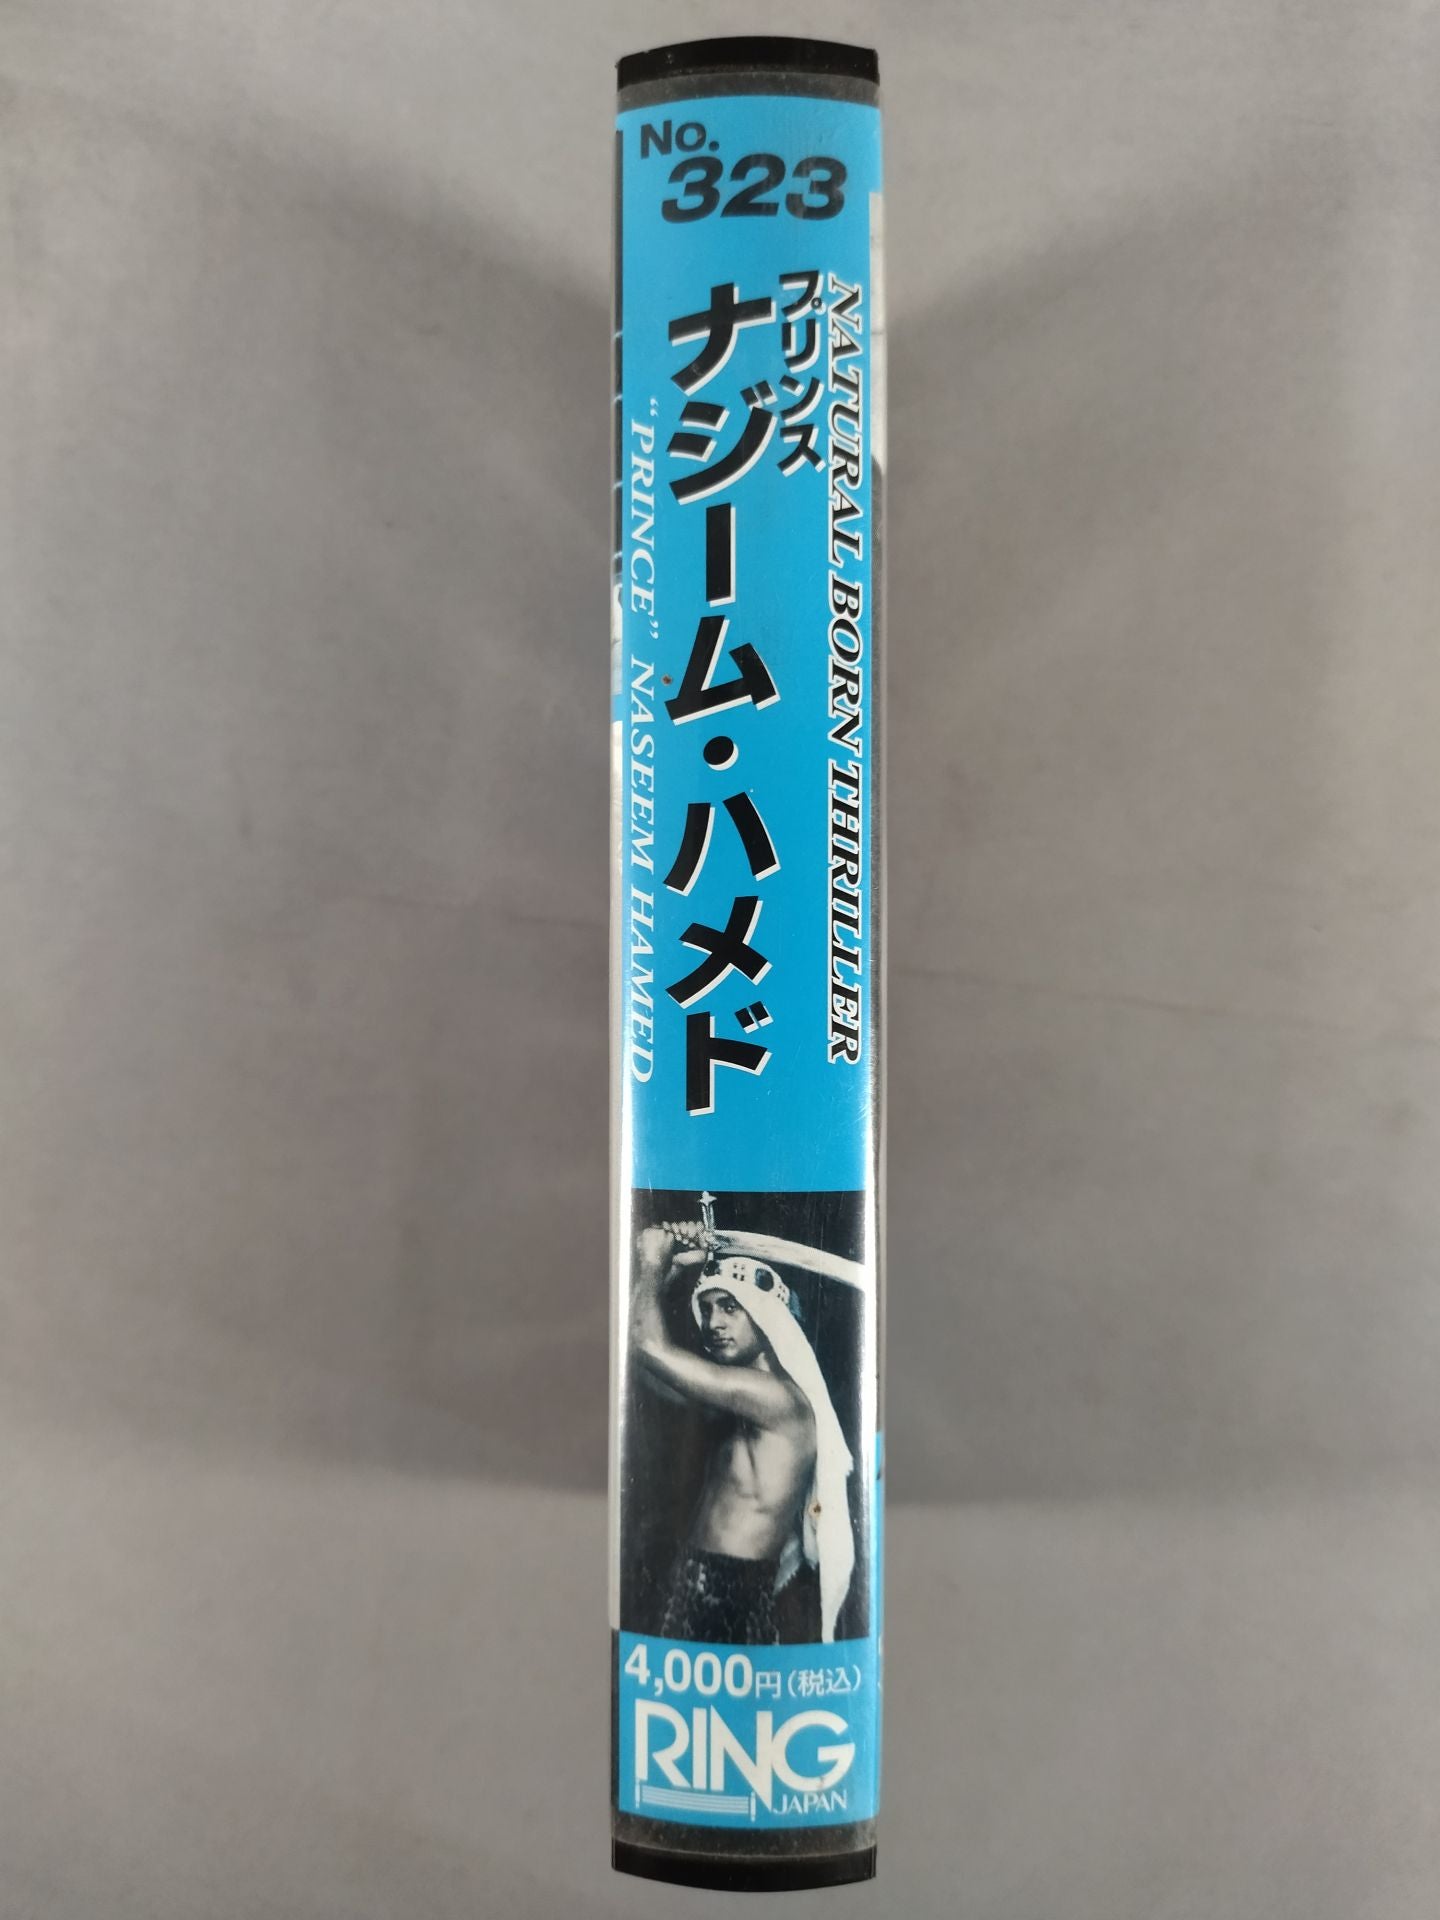 No.
323
NATURAL BORN THRILLER
プリンス
ナジーム・ハメド
“PRINCE” NASEEM HAMED
4,000円(税込)
RING
JAPAN